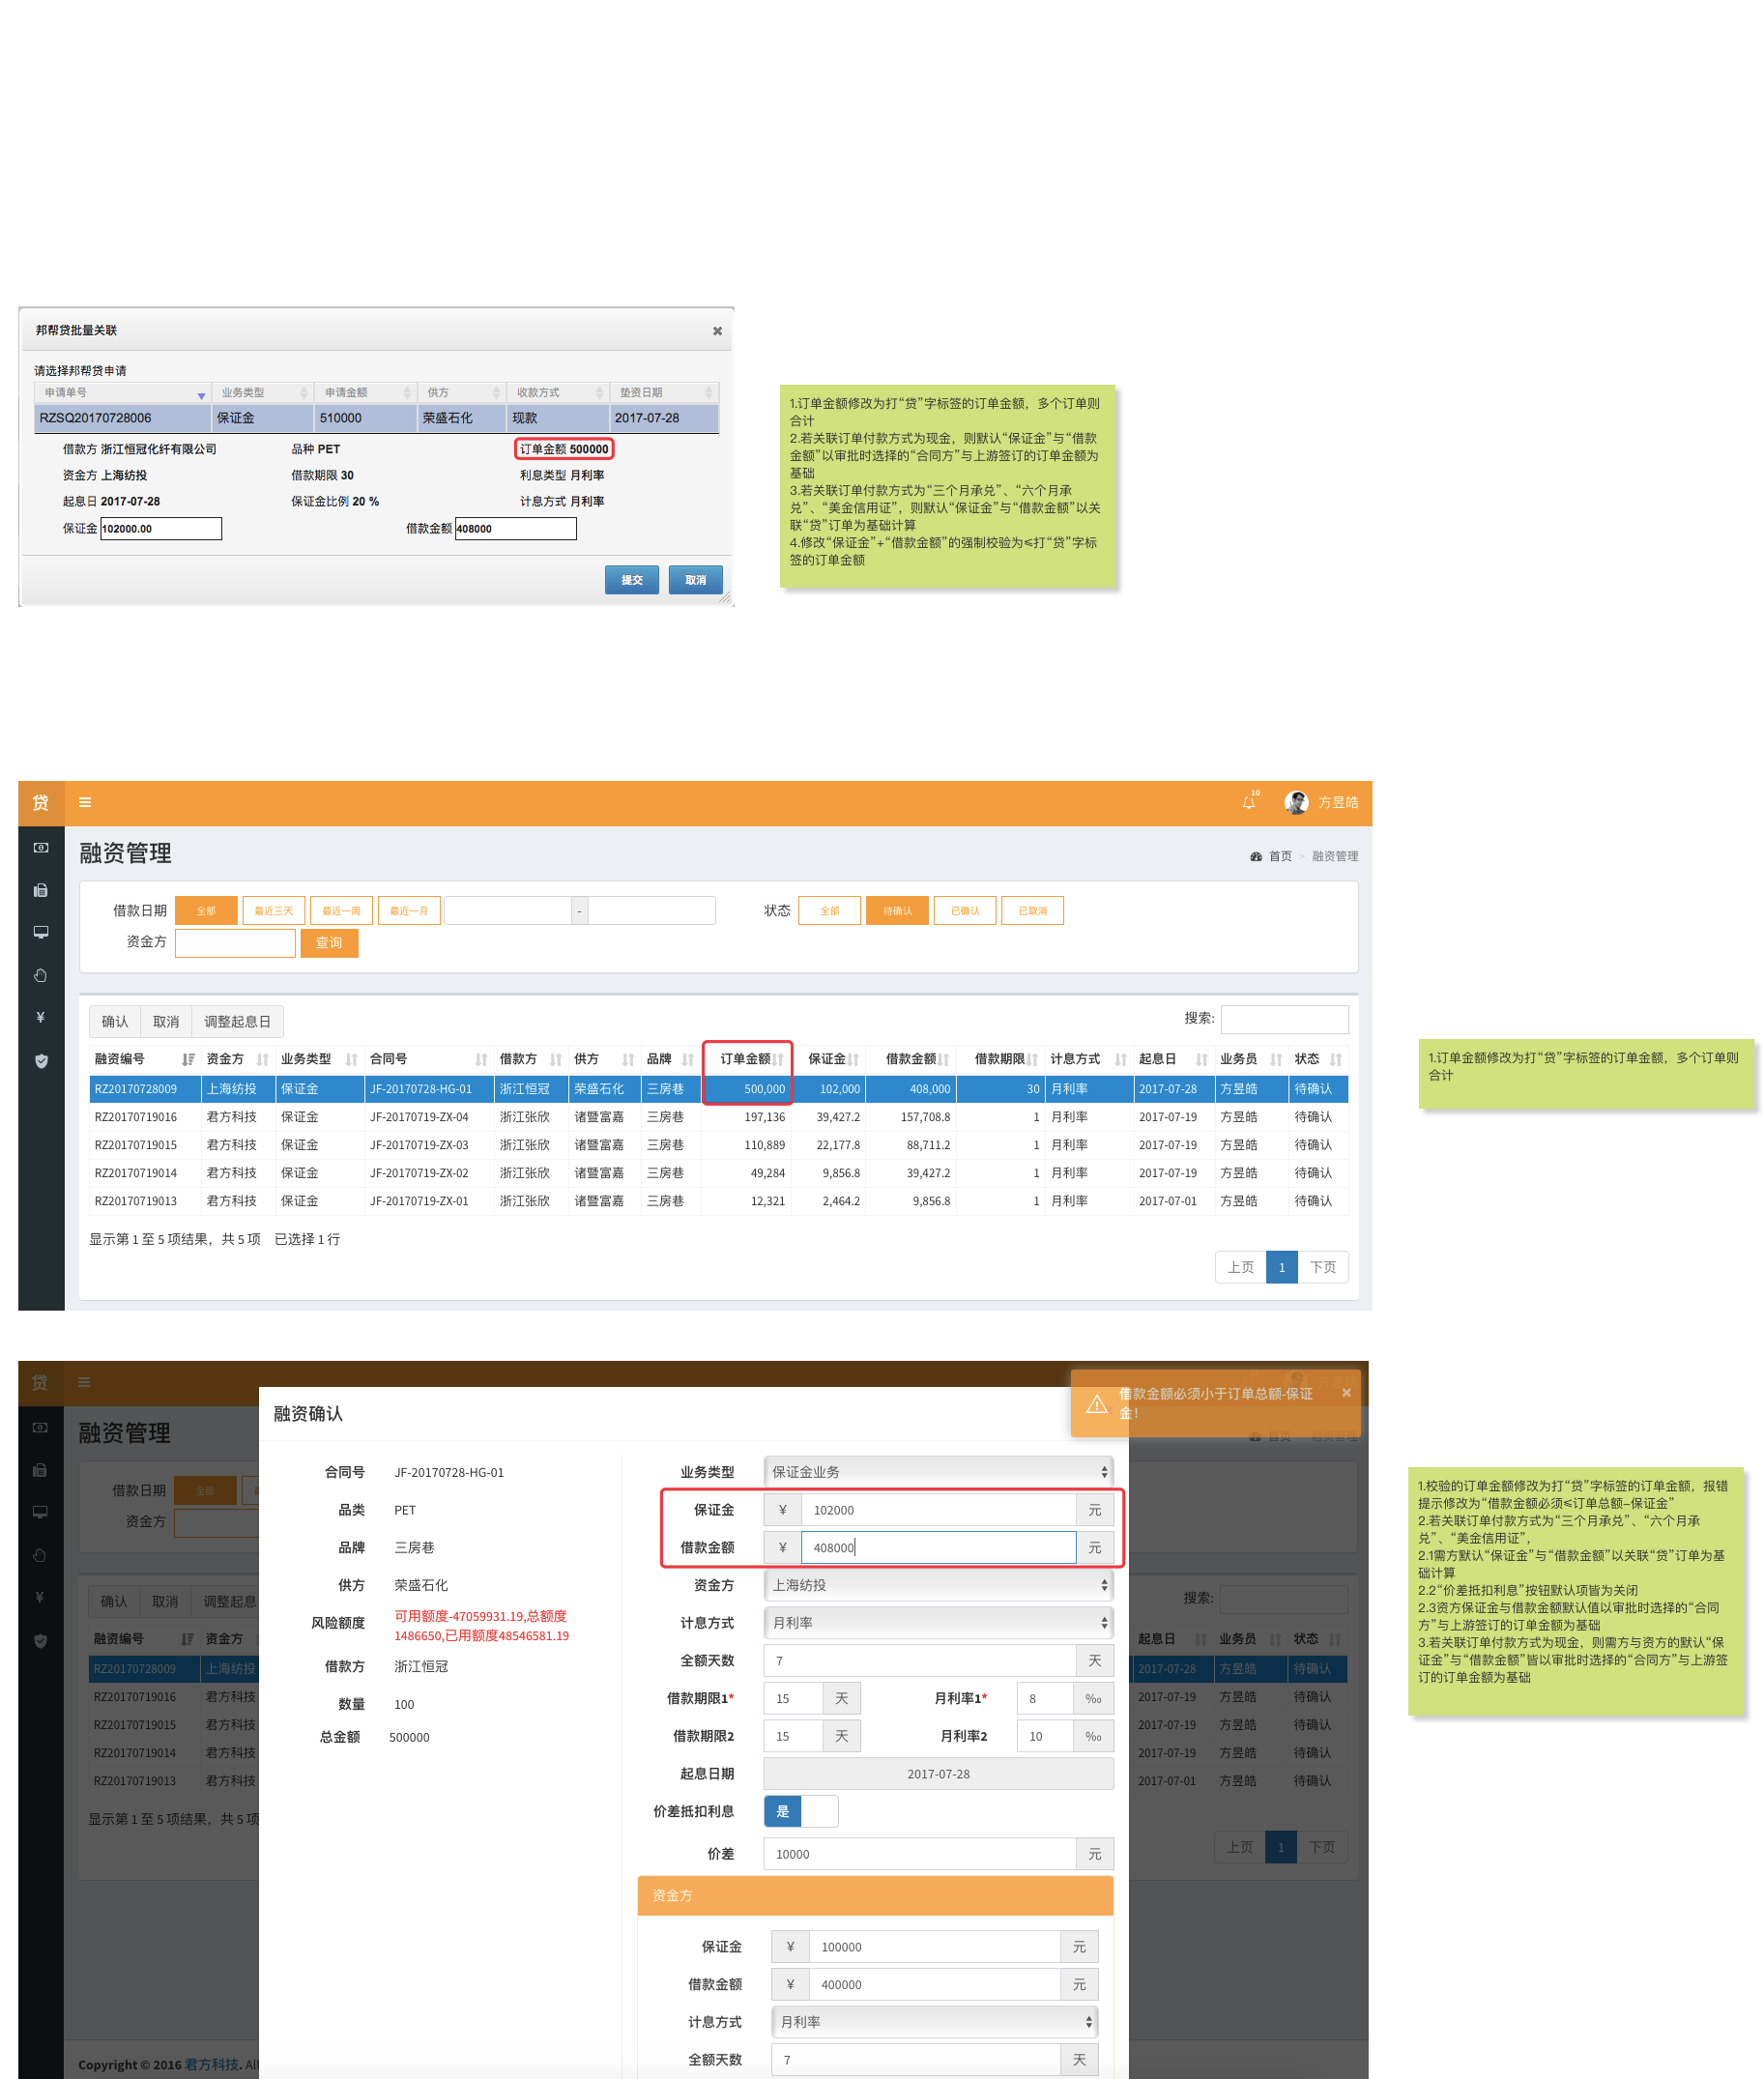 邦帮贷批量关联
请选择邦帮贷申请
申请单号 业务类型 申请金额 供方 收款方式 垫资日期
RZSQ20170728006 保证金 510000 荣盛石化 现款 2017-07-28
借款方 浙江恒冠化纤有限公司 品种 PET 订单金额 500000
资金方 上海纺投 借款期限 30 利息类型 月利率
起息日 2017-07-28 保证金比例 20 % 计息方式 月利率
保证金 102000.00 借款金额 408000
提交 取消
1.订单金额修改为打“贷”字标签的订单金额，多个订单则
合计
2.若关联订单付款方式为现金，则默认“保证金”与“借款
金额”以审批时选择的“合同方”与上游签订的订单金额为
基础
3.若关联订单付款方式为“三个月承兑”、“六个月承
兑”、“美金信用证”，则默认“保证金”与“借款金额”以关
联“贷”订单为基础计算
4.修改“保证金”+“借款金额”的强制校验为≤打“贷”字标
签的订单金额
贷 10 方昱皓
融资管理 首页 > 融资管理
借款日期 全部 最近三天 最近一周 最近一月 - 状态 全部 待确认 已确认 已取消
资金方 查询
确认 取消 调整起息日 搜索:
融资编号 资金方 业务类型 合同号 借款方 供方 品牌 订单金额 保证金 借款金额 借款期限 计息方式 起息日 业务员 状态
RZ20170728009 上海纺投 保证金 JF-20170728-HG-01 浙江恒冠 荣盛石化 三房巷 500,000 102,000 408,000 30 月利率 2017-07-28 方昱皓 待确认
RZ20170719016 君方科技 保证金 JF-20170719-ZX-04 浙江张欣 诸暨富嘉 三房巷 197,136 39,427.2 157,708.8 1 月利率 2017-07-19 方昱皓 待确认
RZ20170719015 君方科技 保证金 JF-20170719-ZX-03 浙江张欣 诸暨富嘉 三房巷 110,889 22,177.8 88,711.2 1 月利率 2017-07-19 方昱皓 待确认
RZ20170719014 君方科技 保证金 JF-20170719-ZX-02 浙江张欣 诸暨富嘉 三房巷 49,284 9,856.8 39,427.2 1 月利率 2017-07-19 方昱皓 待确认
RZ20170719013 君方科技 保证金 JF-20170719-ZX-01 浙江张欣 诸暨富嘉 三房巷 12,321 2,464.2 9,856.8 1 月利率 2017-07-01 方昱皓 待确认
显示第 1 至 5 项结果，共 5 项 已选择 1 行
上页 1 下页
1.订单金额修改为打“贷”字标签的订单金额，多个订单则
合计
贷
融资管理 首页 融资管理
借款日期 全部
资金方
确认 取消 调整起息 搜索:
融资编号 资金方 起息日 业务员 状态
RZ20170728009 上海纺投 2017-07-28 方昱皓 待确认
RZ20170719016 君方科技 2017-07-19 方昱皓 待确认
RZ20170719015 君方科技 2017-07-19 方昱皓 待确认
RZ20170719014 君方科技 2017-07-19 方昱皓 待确认
RZ20170719013 君方科技 2017-07-01 方昱皓 待确认
显示第 1 至 5 项结果，共 5 项
上页 1 下页
Copyright © 2016 君方科技. All
借款金额必须小于订单总额-保证
金！
融资确认
合同号 JF-20170728-HG-01
品类 PET
品牌 三房巷
供方 荣盛石化
风险额度 可用额度-47059931.19,总额度
1486650,已用额度48546581.19
借款方 浙江恒冠
数量 100
总金额 500000
业务类型 保证金业务
保证金 ¥ 102000 元
借款金额 ¥ 408000 元
资金方 上海纺投
计息方式 月利率
全额天数 7 天
借款期限1* 15 天 月利率1* 8 ‰
借款期限2 15 天 月利率2 10 ‰
起息日期 2017-07-28
价差抵扣利息 是
价差 10000 元
资金方
保证金 ¥ 100000 元
借款金额 ¥ 400000 元
计息方式 月利率
全额天数 7 天
1.校验的订单金额修改为打“贷”字标签的订单金额，报错
提示修改为“借款金额必须≤订单总额-保证金”
2.若关联订单付款方式为“三个月承兑”、“六个月承
兑”、“美金信用证”，
2.1需方默认“保证金”与“借款金额”以关联“贷”订单为基
础计算
2.2“价差抵扣利息”按钮默认项皆为关闭
2.3资方保证金与借款金额默认值以审批时选择的“合同
方”与上游签订的订单金额为基础
3.若关联订单付款方式为现金，则需方与资方的默认“保
证金”与“借款金额”皆以审批时选择的“合同方”与上游签
订的订单金额为基础